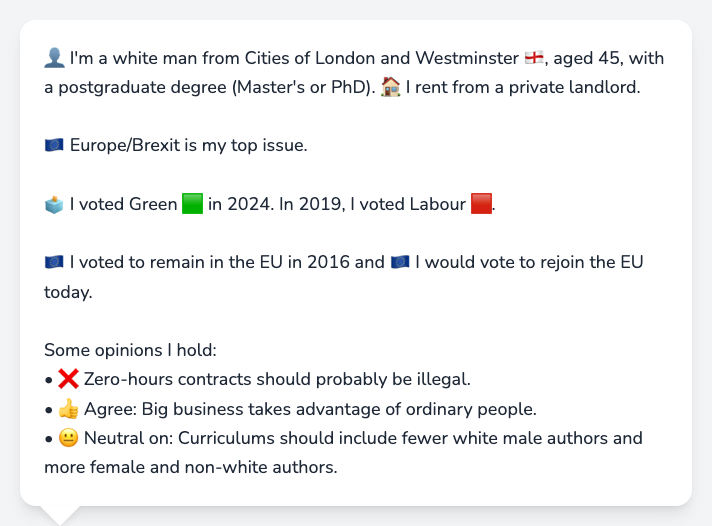 👤 I'm a white man from Cities of London and Westminster 🏴󠁧󠁢󠁥󠁮󠁧󠁿, aged 45, with
a postgraduate degree (Master's or PhD). 🏠 I rent from a private landlord.
🇪🇺 Europe/Brexit is my top issue.
🗳️ I voted Green 🟩 in 2024. In 2019, I voted Labour 🟥.
🇪🇺 I voted to remain in the EU in 2016 and 🇪🇺 I would vote to rejoin the EU
today.
Some opinions I hold:
• ❌ Zero-hours contracts should probably be illegal.
• 👍 Agree: Big business takes advantage of ordinary people.
• 😐 Neutral on: Curriculums should include fewer white male authors and
more female and non-white authors.